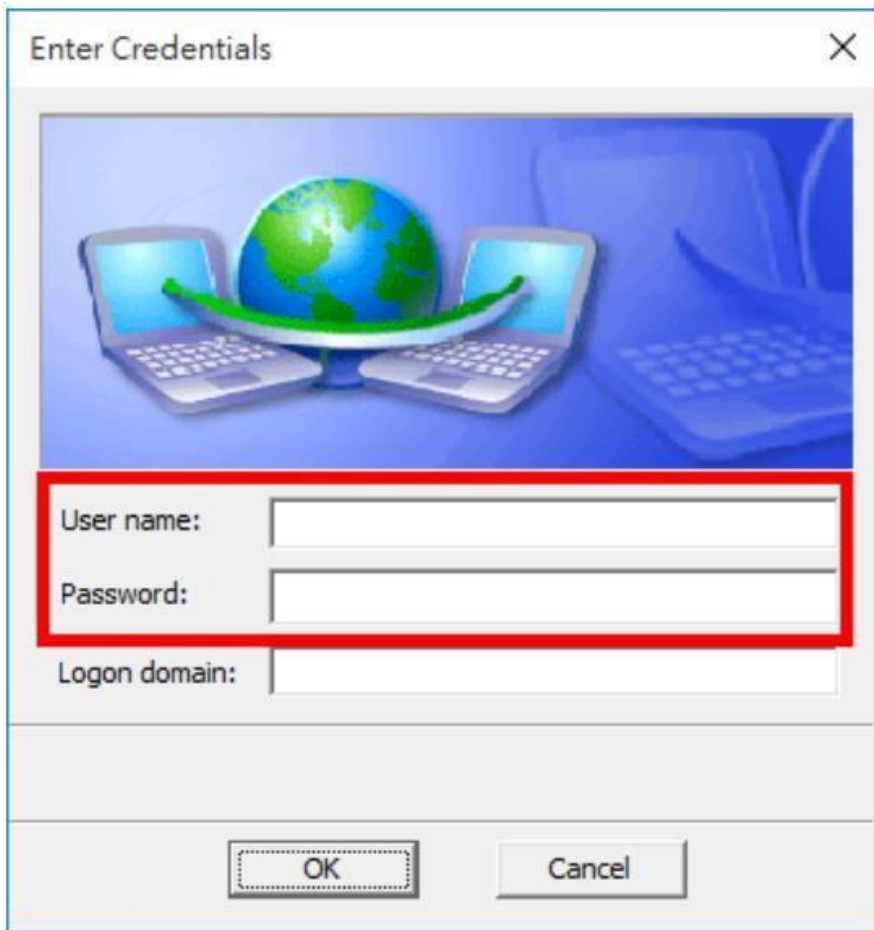 Enter Credentials
User name:
Password:
Logon domain:
OK Cancel